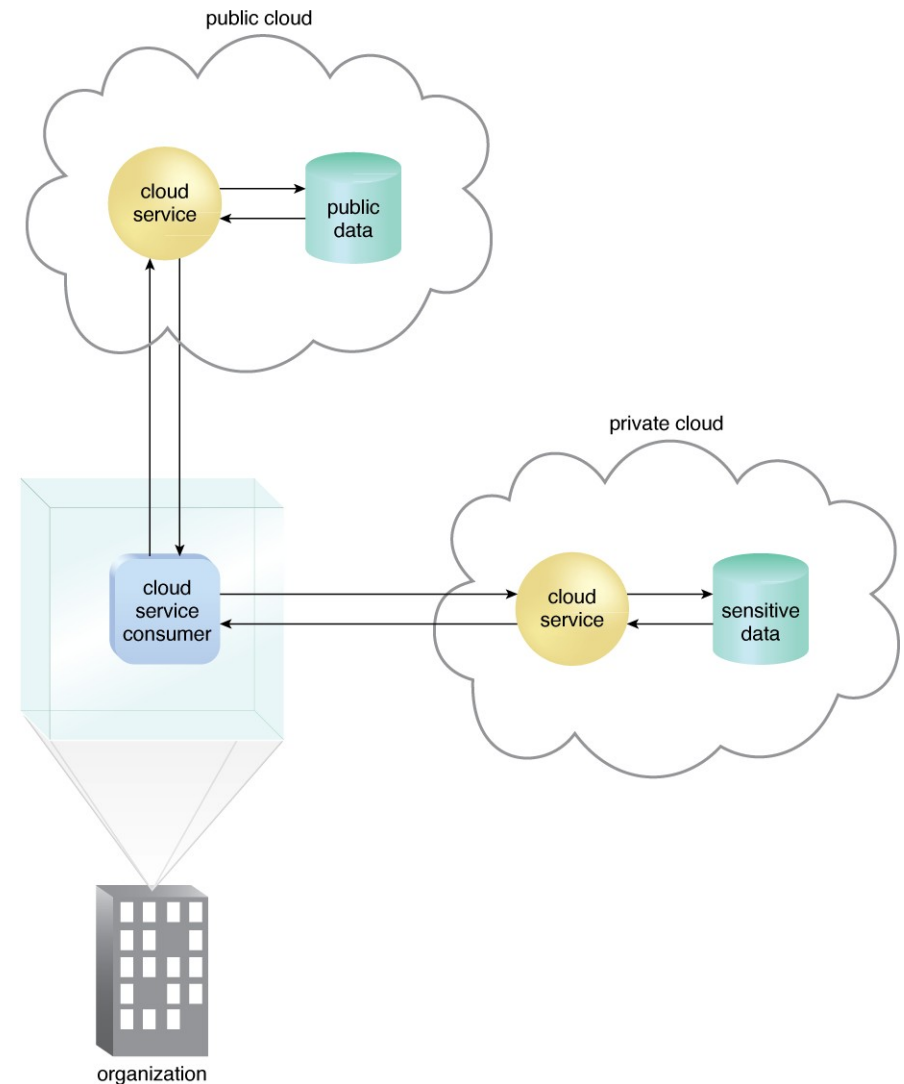 public cloud
cloud
service
public
data
private cloud
cloud
service
consumer
cloud
service
sensitive
data
organization